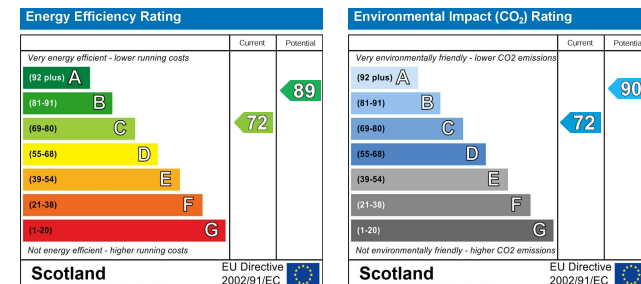 Energy Efficiency Rating
Current Potential
Very energy efficient - lower running costs
(92 plus) A
(81-91) B
89
(69-80) C
72
(55-68) D
(39-54) E
(21-38) F
(1-20) G
Not energy efficient - higher running costs
Scotland
EU Directive
2002/91/EC
Environmental Impact (CO₂) Rating
Current Potential
Very environmentally friendly - lower CO2 emissions
(92 plus) A
90
(81-91) B
(69-80) C
72
(55-68) D
(39-54) E
(21-38) F
(1-20) G
Not environmentally friendly - higher CO2 emissions
Scotland
EU Directive
2002/91/EC